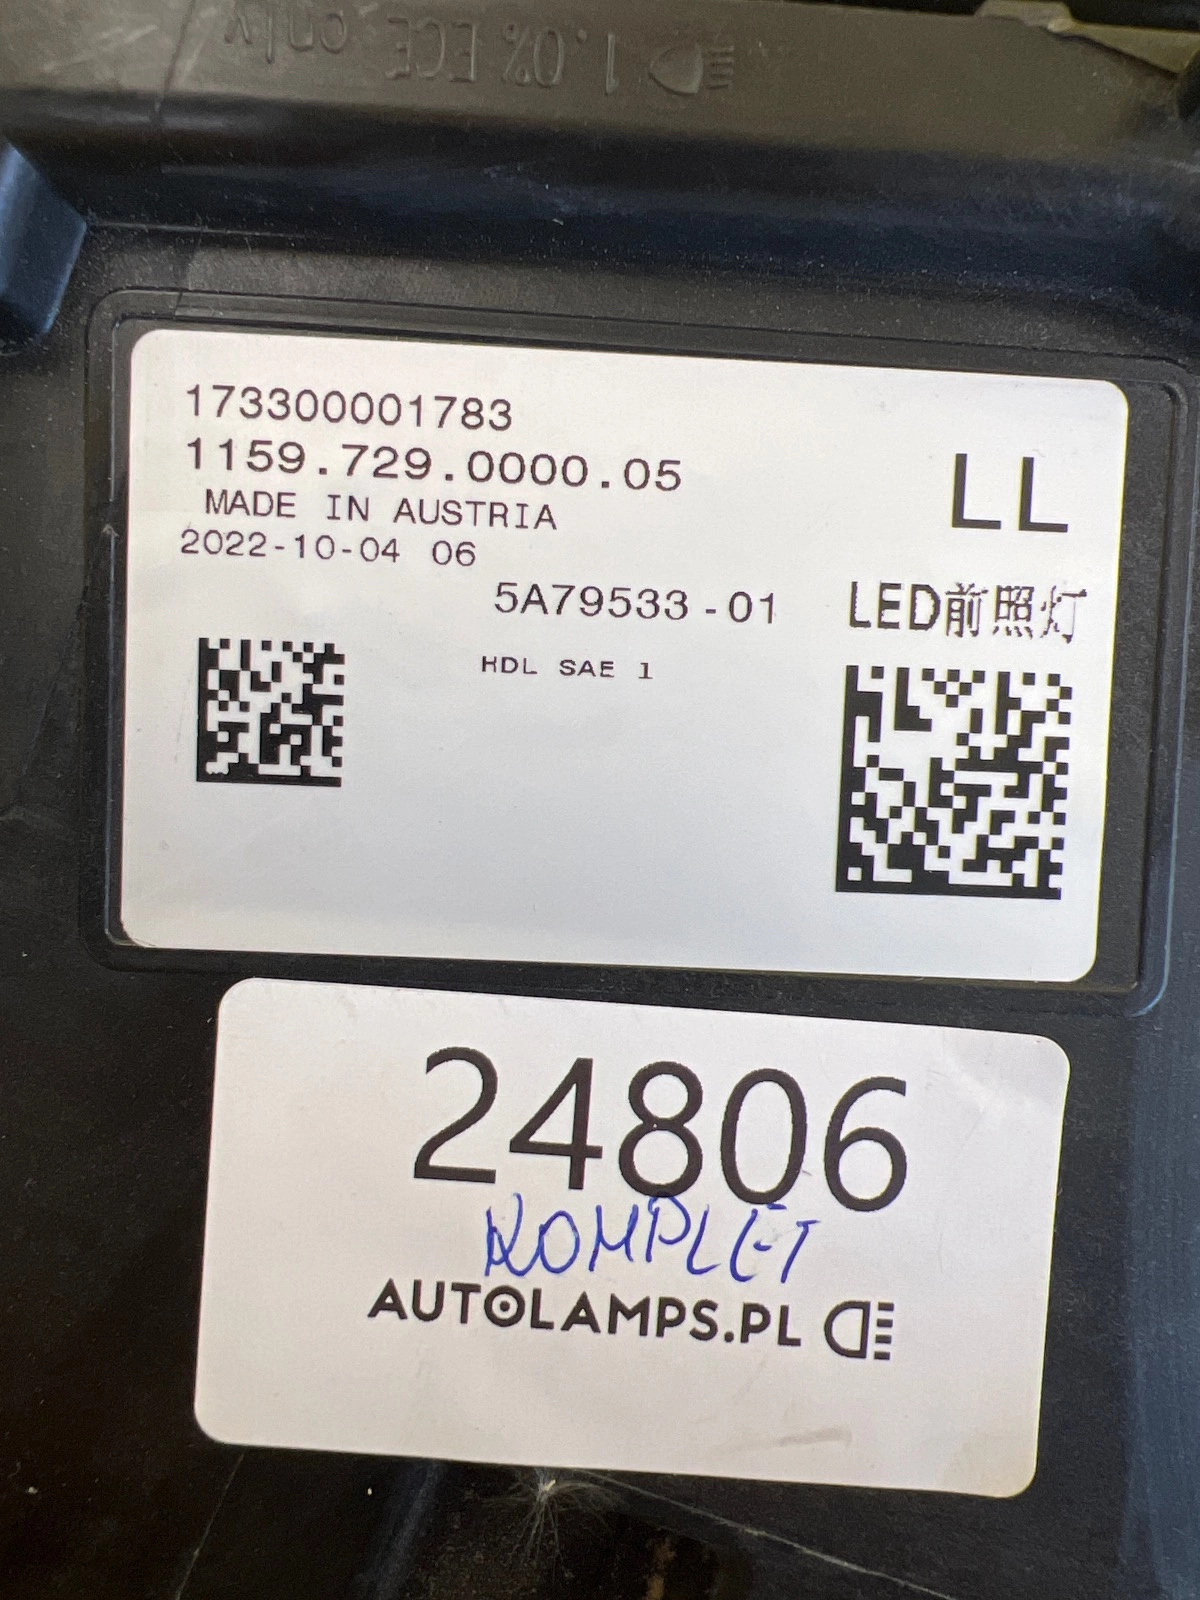 1.0% ECE only
173300001783
1159.729.0000.05
MADE IN AUSTRIA
2022-10-04 06
LL
5A79533-01
LED前照灯
HDL SAE 1
24806
KOMPLET
AUTOLAMPS.PL